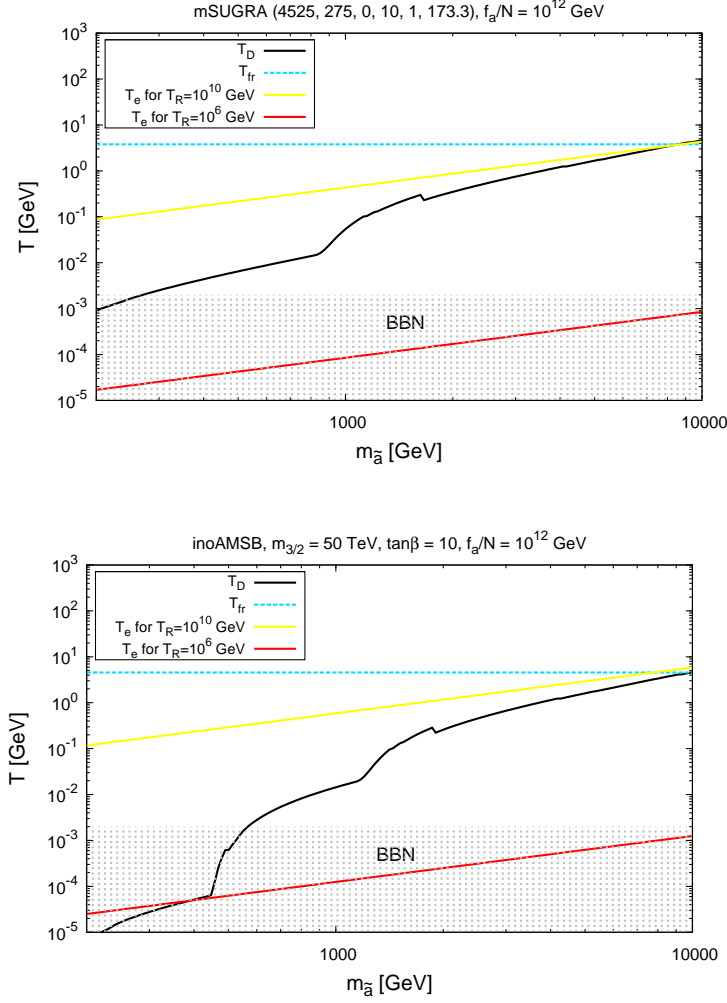 mSUGRA (4525, 275, 0, 10, 1, 173.3), f_a/N = 10^12 GeV
10^3
T_D
T_fr
10^2
T_e for T_R=10^10 GeV
T_e for T_R=10^6 GeV
10^1
10^0
T [GeV]
10^-1
10^-2
10^-3
BBN
10^-4
10^-5
1000
10000
m_ã [GeV]
inoAMSB, m_3/2 = 50 TeV, tanβ = 10, f_a/N = 10^12 GeV
10^3
T_D
T_fr
10^2
T_e for T_R=10^10 GeV
T_e for T_R=10^6 GeV
10^1
10^0
T [GeV]
10^-1
10^-2
10^-3
BBN
10^-4
10^-5
1000
10000
m_ã [GeV]